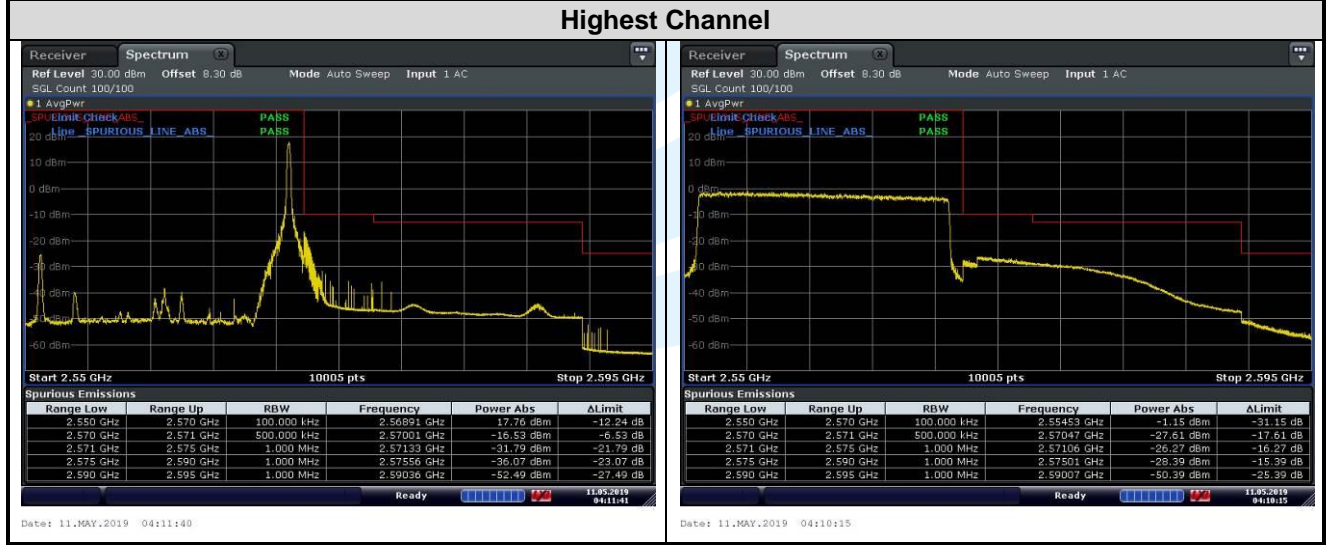 Highest Channel
Receiver Spectrum
Ref Level 30.00 dBm Offset 8.30 dB Mode Auto Sweep Input 1 AC
SGL Count 100/100
1 AvgPwr
Limit Check PASS
Line _SPURIOUS_LINE_ABS_ PASS
20 dBm
10 dBm
0 dBm
-10 dBm
-20 dBm
-30 dBm
-40 dBm
-50 dBm
-60 dBm
Start 2.55 GHz 10005 pts Stop 2.595 GHz
Spurious Emissions
Range Low Range Up RBW Frequency Power Abs ΔLimit
2.550 GHz 2.570 GHz 100.000 kHz 2.56891 GHz 17.76 dBm -12.24 dB
2.570 GHz 2.571 GHz 500.000 kHz 2.57001 GHz -16.53 dBm -6.53 dB
2.571 GHz 2.575 GHz 1.000 MHz 2.57133 GHz -31.79 dBm -21.79 dB
2.575 GHz 2.590 GHz 1.000 MHz 2.57556 GHz -36.07 dBm -23.07 dB
2.590 GHz 2.595 GHz 1.000 MHz 2.59036 GHz -52.49 dBm -27.49 dB
Ready 11.05.2019
04:11:41
Date: 11.MAY.2019 04:11:40
Receiver Spectrum
Ref Level 30.00 dBm Offset 8.30 dB Mode Auto Sweep Input 1 AC
SGL Count 100/100
1 AvgPwr
Limit Check PASS
Line _SPURIOUS_LINE_ABS_ PASS
20 dBm
10 dBm
0 dBm
-10 dBm
-20 dBm
-30 dBm
-40 dBm
-50 dBm
-60 dBm
Start 2.55 GHz 10005 pts Stop 2.595 GHz
Spurious Emissions
Range Low Range Up RBW Frequency Power Abs ΔLimit
2.550 GHz 2.570 GHz 100.000 kHz 2.55453 GHz -1.15 dBm -31.15 dB
2.570 GHz 2.571 GHz 500.000 kHz 2.57047 GHz -27.61 dBm -17.61 dB
2.571 GHz 2.575 GHz 1.000 MHz 2.57106 GHz -26.27 dBm -16.27 dB
2.575 GHz 2.590 GHz 1.000 MHz 2.57501 GHz -28.39 dBm -15.39 dB
2.590 GHz 2.595 GHz 1.000 MHz 2.59007 GHz -50.39 dBm -25.39 dB
Ready 11.05.2019
04:10:15
Date: 11.MAY.2019 04:10:15